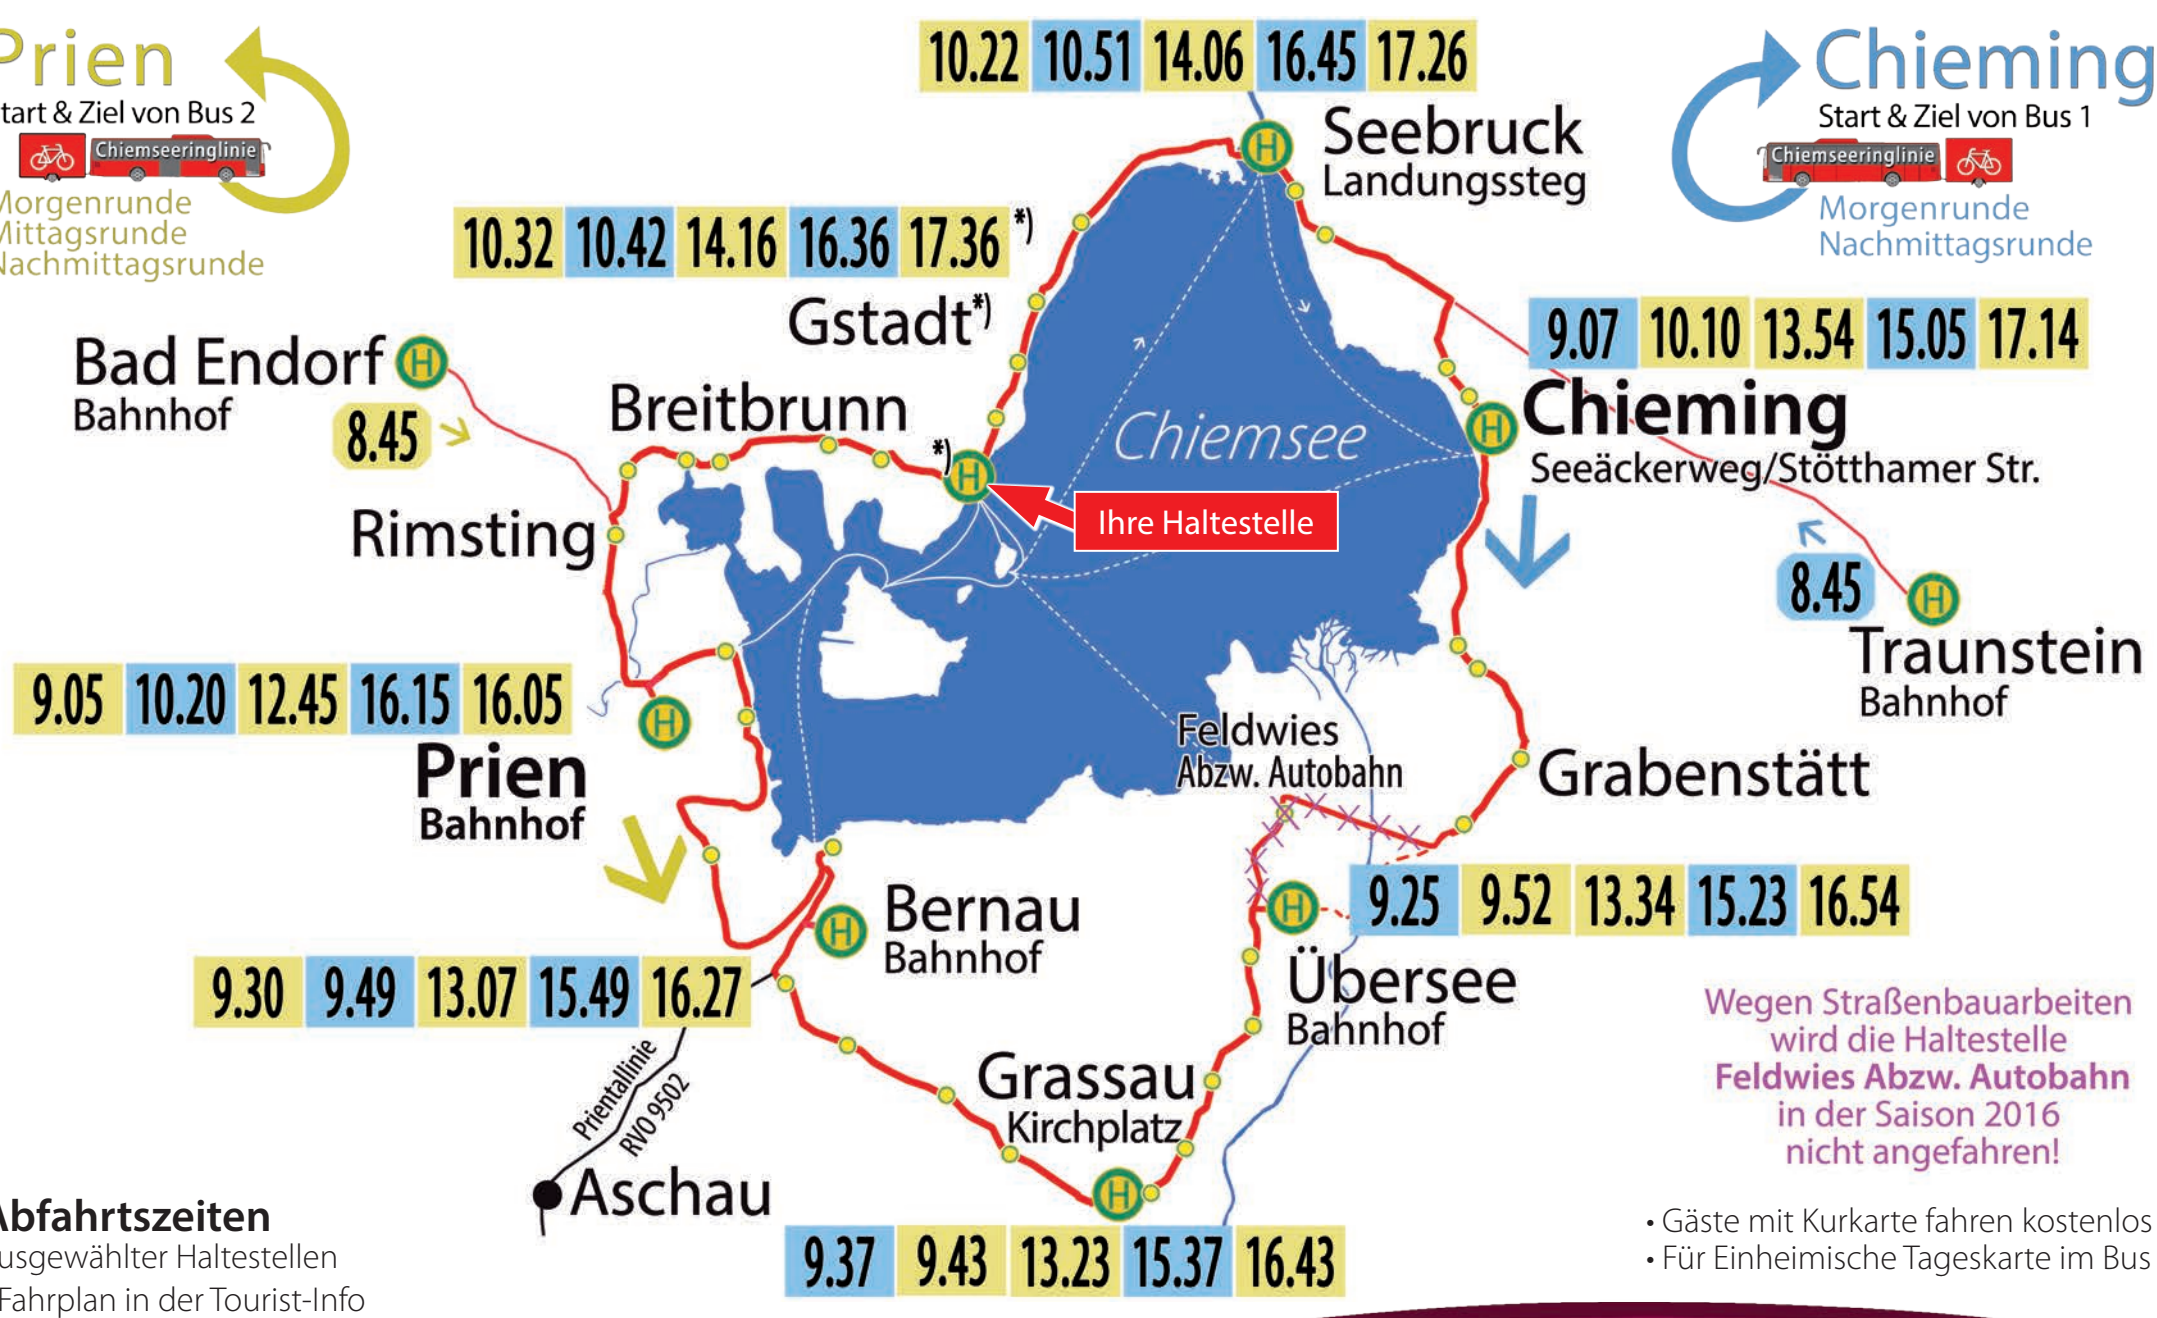 Prien
Start & Ziel von Bus 2
Chiemseeringlinie
Morgenrunde
Mittagsrunde
Nachmittagsrunde
10.22 10.51 14.06 16.45 17.26
Seebruck
Landungssteg
Chieming
Start & Ziel von Bus 1
Chiemseeringlinie
Morgenrunde
Nachmittagsrunde
10.32 10.42 14.16 16.36 17.36 *)
Gstadt*)
9.07 10.10 13.54 15.05 17.14
Chieming
Seeäckerweg/Stötthamer Str.
Bad Endorf H
Bahnhof
8.45
Breitbrunn
*)
H
H
H
Chiemsee
Ihre Haltestelle
Rimsting
8.45
H
Traunstein
Bahnhof
9.05 10.20 12.45 16.15 16.05
H
Prien
Bahnhof
Feldwies
Abzw. Autobahn
Grabenstätt
9.25 9.52 13.34 15.23 16.54
H
Übersee
Bahnhof
H
Bernau
Bahnhof
9.30 9.49 13.07 15.49 16.27
Prientallinie
RVO 9502
Aschau
Grassau
Kirchplatz
H
9.37 9.43 13.23 15.37 16.43
Wegen Straßenbauarbeiten
wird die Haltestelle
Feldwies Abzw. Autobahn
in der Saison 2016
nicht angefahren!
Abfahrtszeiten
usgewählter Haltestellen
Fahrplan in der Tourist-Info
• Gäste mit Kurkarte fahren kostenlos
• Für Einheimische Tageskarte im Bus